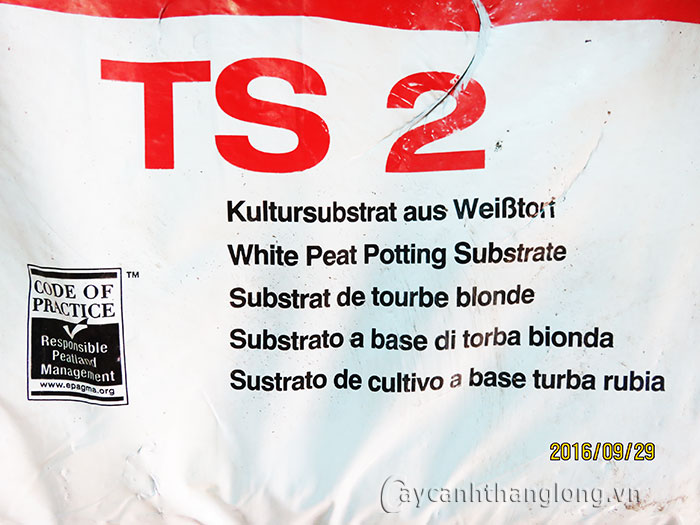 TS 2
Kultursubstrat aus Weißtorf
White Peat Potting Substrate
Substrat de tourbe blonde
Substrato a base di torba bionda
Sustrato de cultivo a base turba rubia
CODE OF
PRACTICE
Responsible
Peatland
Management
www.epagma.org
TM
2016/09/29
Caycanhthanglong.vn